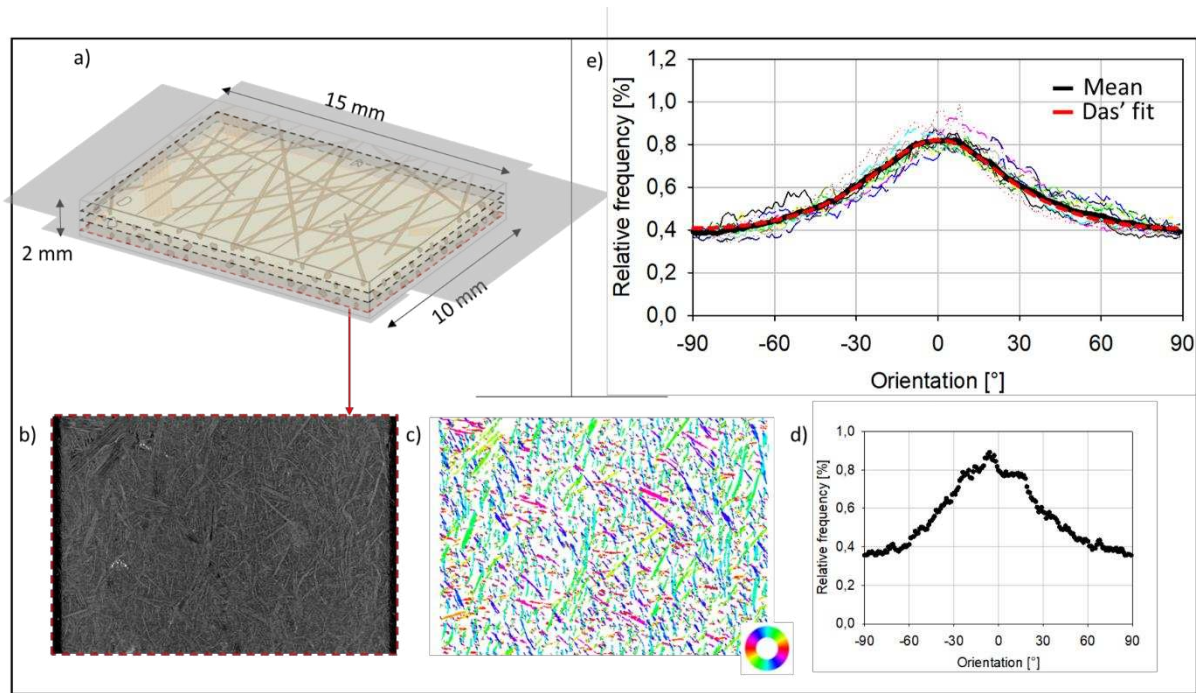 a)
15 mm
2 mm
10 mm
e)
1,2
1,0
0,8
0,6
0,4
0,2
0,0
Relative frequency [%]
Mean
Das' fit
-90
-60
-30
0
30
60
90
Orientation [°]
b)
c)
d)
1,0
0,8
0,6
0,4
0,2
0,0
Relative frequency [%]
-90
-60
-30
0
30
60
90
Orientation [°]